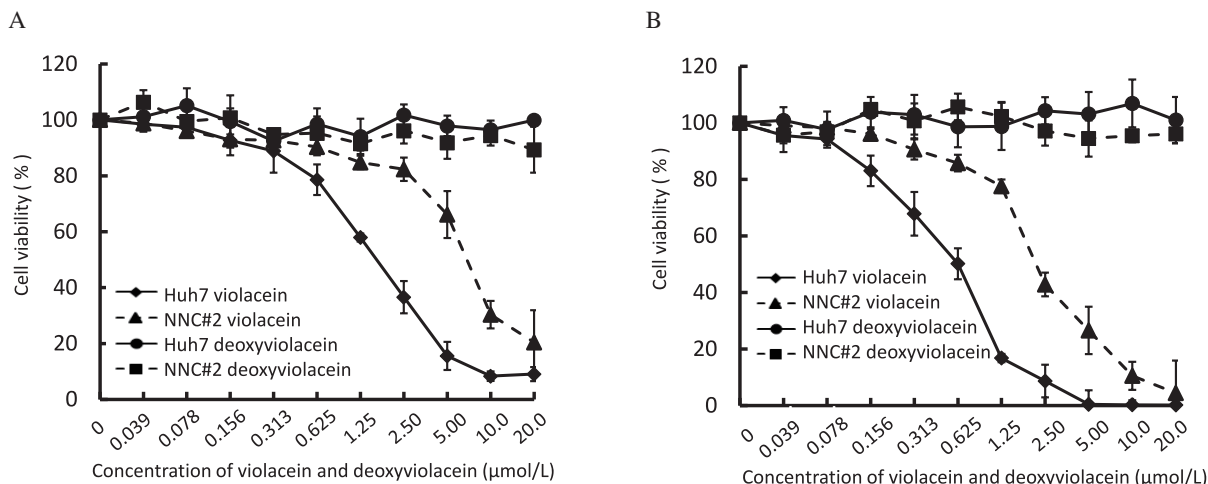 A
120
100
80
60
40
20
0
Cell viability ( % )
Huh7 violacein
NNC#2 violacein
Huh7 deoxyviolacein
NNC#2 deoxyviolacein
0 0.039 0.078 0.156 0.313 0.625 1.25 2.50 5.00 10.0 20.0
Concentration of violacein and deoxyviolacein (μmol/L)
B
120
100
80
60
40
20
0
Cell viability ( % )
Huh7 violacein
NNC#2 violacein
Huh7 deoxyviolacein
NNC#2 deoxyviolacein
0 0.039 0.078 0.156 0.313 0.625 1.25 2.50 5.00 10.0 20.0
Concentration of violacein and deoxyviolacein (μmol/L)